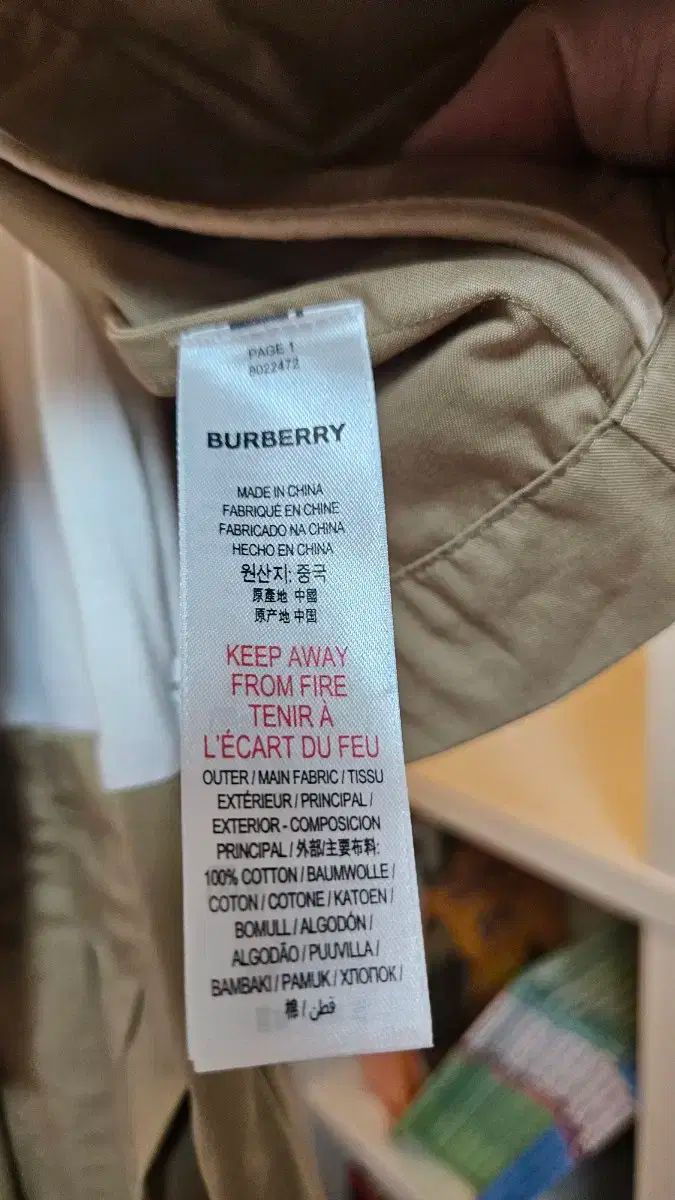 PAGE 1
8022472
BURBERRY
MADE IN CHINA
FABRIQUÉ EN CHINE
FABRICADO NA CHINA
HECHO EN CHINA
원산지: 중국
原產地 中國
原产地 中国
KEEP AWAY
FROM FIRE
TENIR À
L'ÉCART DU FEU
OUTER / MAIN FABRIC / TISSU
EXTÉRIEUR / PRINCIPAL /
EXTERIOR - COMPOSICION
PRINCIPAL / 外部/主要布料:
100% COTTON / BAUMWOLLE /
COTON / COTONE / KATOEN /
BOMULL / ALGODÓN /
ALGODÃO / PUUVILLA /
BAMBAKI / PAMUK / ХЛОПОК /
棉 / قطن